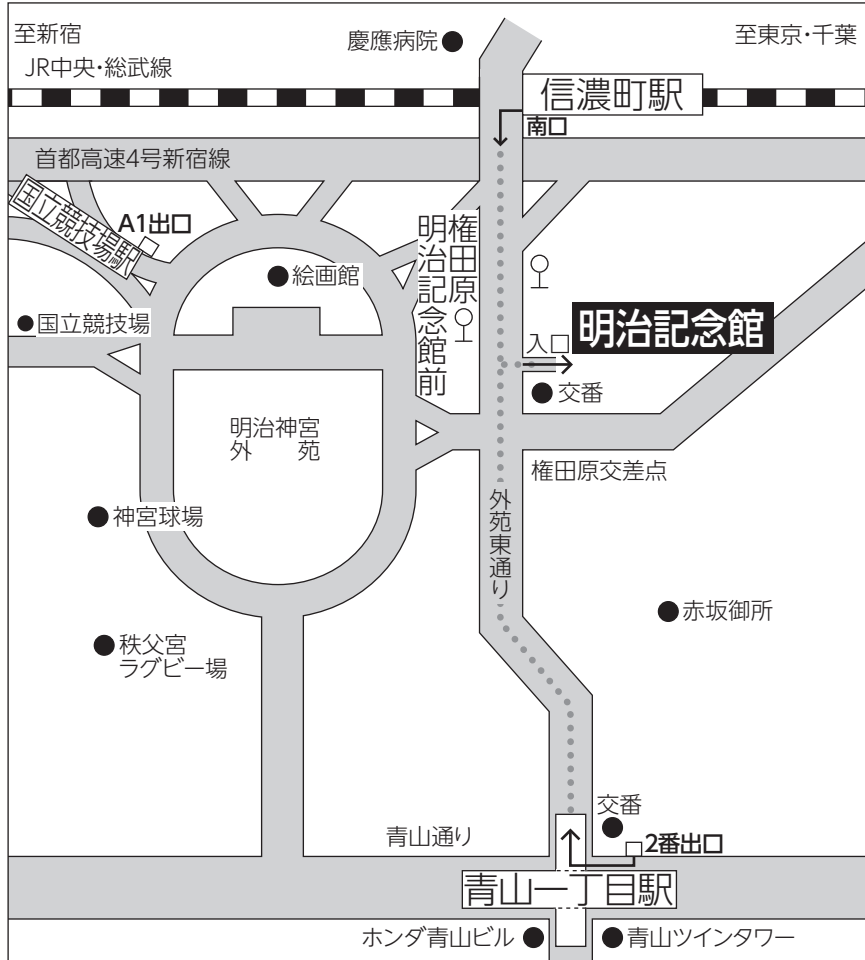 至新宿
慶應病院
至東京・千葉
JR中央・総武線
信濃町駅
南口
首都高速4号新宿線
国立競技場駅
A1出口
権田原
明治記念館前
絵画館
国立競技場
入口
明治記念館
交番
明治神宮
外苑
権田原交差点
神宮球場
外苑東通り
赤坂御所
秩父宮
ラグビー場
交番
青山通り
2番出口
青山一丁目駅
ホンダ青山ビル
青山ツインタワー